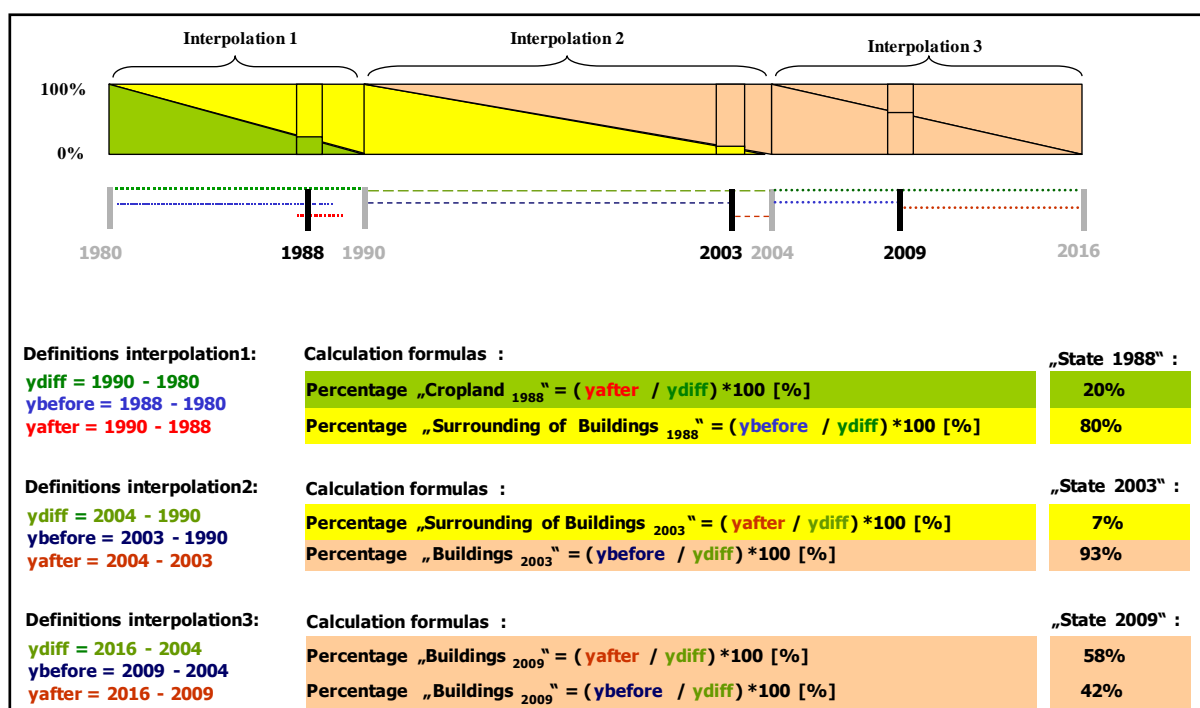 Interpolation 1 Interpolation 2 Interpolation 3
100%
0%
1980 1988 1990 2003 2004 2009 2016
Definitions interpolation1: Calculation formulas : „State 1988“ :
ydiff = 1990 - 1980 Percentage „Cropland 1988“ = (yafter / ydiff) *100 [%] 20%
ybefore = 1988 - 1980
yafter = 1990 - 1988 Percentage „Surrounding of Buildings 1988“ = (ybefore / ydiff) *100 [%] 80%
Definitions interpolation2: Calculation formulas : „State 2003“ :
ydiff = 2004 - 1990 Percentage „Surrounding of Buildings 2003“ = (yafter / ydiff) *100 [%] 7%
ybefore = 2003 - 1990
yafter = 2004 - 2003 Percentage „Buildings 2003“ = (ybefore / ydiff) *100 [%] 93%
Definitions interpolation3: Calculation formulas : „State 2009“ :
ydiff = 2016 - 2004 Percentage „Buildings 2009“ = (yafter / ydiff) *100 [%] 58%
ybefore = 2009 - 2004
yafter = 2016 - 2009 Percentage „Buildings 2009“ = (ybefore / ydiff) *100 [%] 42%